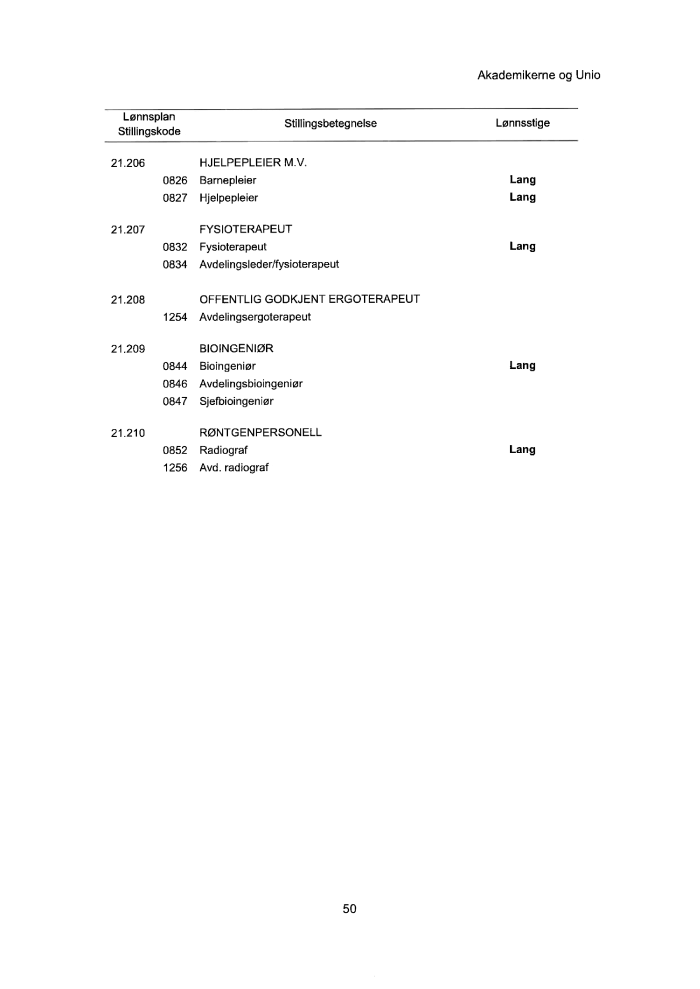 Akademikerne og Unio
Lønnsplan
Stillingskode Stillingsbetegnelse Lønnsstige
21.206 HJELPEPLEIER M.V.
0826 Barnepleier Lang
0827 Hjelpepleier Lang
21.207 FYSIOTERAPEUT
0832 Fysioterapeut Lang
0834 Avdelingsleder/fysioterapeut
21.208 OFFENTLIG GODKJENT ERGOTERAPEUT
1254 Avdelingsergoterapeut
21.209 BIOINGENIØR
0844 Bioingeniør Lang
0846 Avdelingsbioingeniør
0847 Sjefbioingeniør
21.210 RØNTGENPERSONELL
0852 Radiograf Lang
1256 Avd. radiograf
50